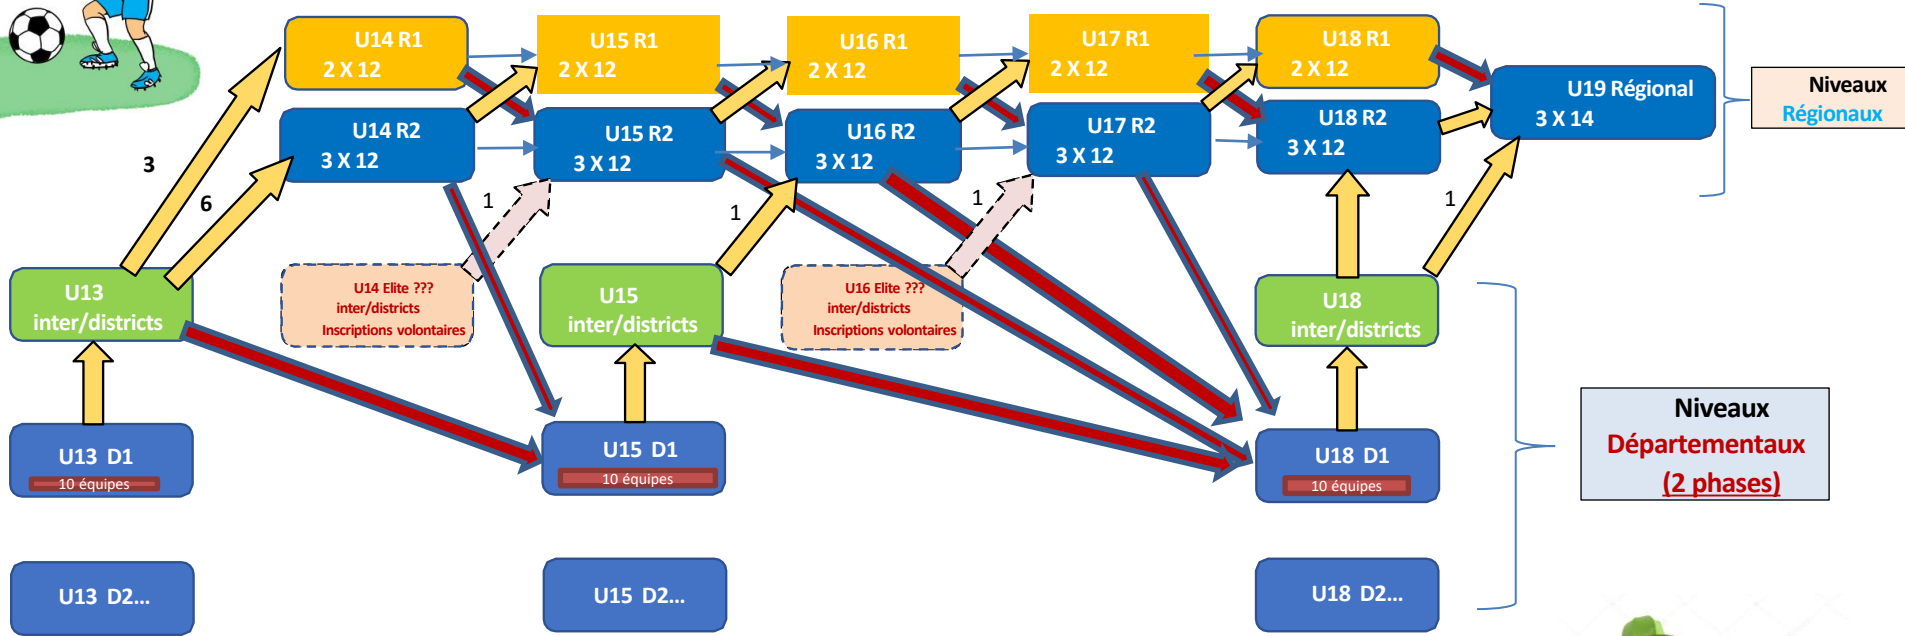 U14 R1
2 X 12
U15 R1
2 X 12
U16 R1
2 X 12
U17 R1
2 X 12
U18 R1
2 X 12
U19 Régional
3 X 14
Niveaux
Régionaux
U14 R2
3 X 12
U15 R2
3 X 12
U16 R2
3 X 12
U17 R2
3 X 12
U18 R2
3 X 12
3
6
1
1
1
1
U13
inter/districts
U14 Elite ???
inter/districts
Inscriptions volontaires
U15
inter/districts
U16 Elite ???
inter/districts
Inscriptions volontaires
U18
inter/districts
U13 D1
10 équipes
U15 D1
10 équipes
U18 D1
10 équipes
Niveaux
Départementaux
(2 phases)
U13 D2...
U15 D2...
U18 D2...